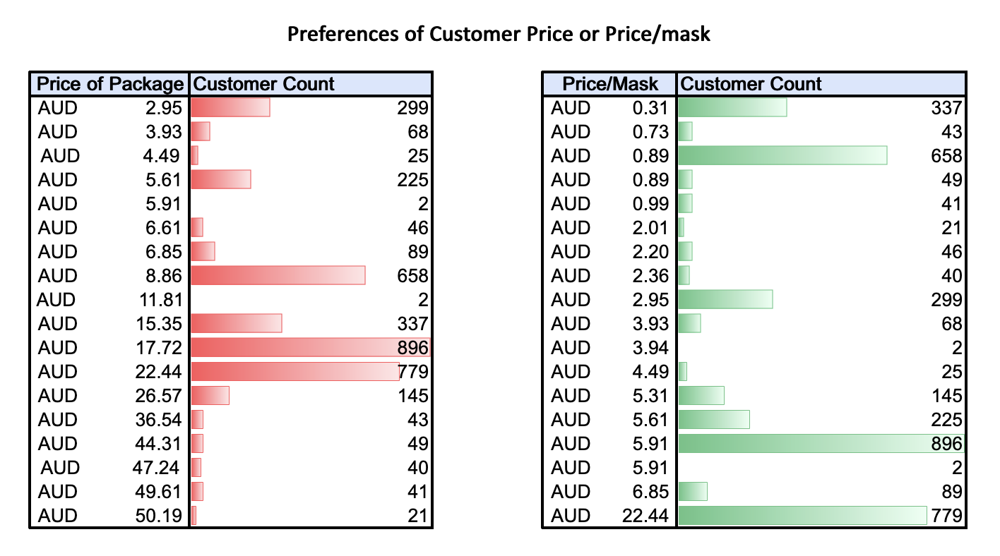 Preferences of Customer Price or Price/mask
Price of Package Customer Count
AUD 2.95 299
AUD 3.93 68
AUD 4.49 25
AUD 5.61 225
AUD 5.91 2
AUD 6.61 46
AUD 6.85 89
AUD 8.86 658
AUD 11.81 2
AUD 15.35 337
AUD 17.72 896
AUD 22.44 779
AUD 26.57 145
AUD 36.54 43
AUD 44.31 49
AUD 47.24 40
AUD 49.61 41
AUD 50.19 21
Price/Mask Customer Count
AUD 0.31 337
AUD 0.73 43
AUD 0.89 658
AUD 0.89 49
AUD 0.99 41
AUD 2.01 21
AUD 2.20 46
AUD 2.36 40
AUD 2.95 299
AUD 3.93 68
AUD 3.94 2
AUD 4.49 25
AUD 5.31 145
AUD 5.61 225
AUD 5.91 896
AUD 5.91 2
AUD 6.85 89
AUD 22.44 779